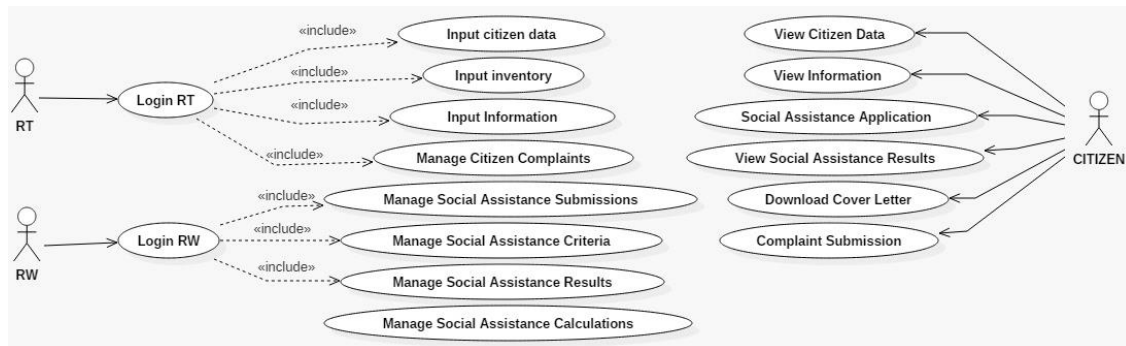 «include»
Input citizen data
View Citizen Data
«include»
Input inventory
View Information
Login RT
RT
«include»
Input Information
Social Assistance Application
«include»
Manage Citizen Complaints
View Social Assistance Results
CITIZEN
«include»
Manage Social Assistance Submissions
Download Cover Letter
«include»
Login RW
RW
Manage Social Assistance Criteria
Complaint Submission
«include»
Manage Social Assistance Results
Manage Social Assistance Calculations